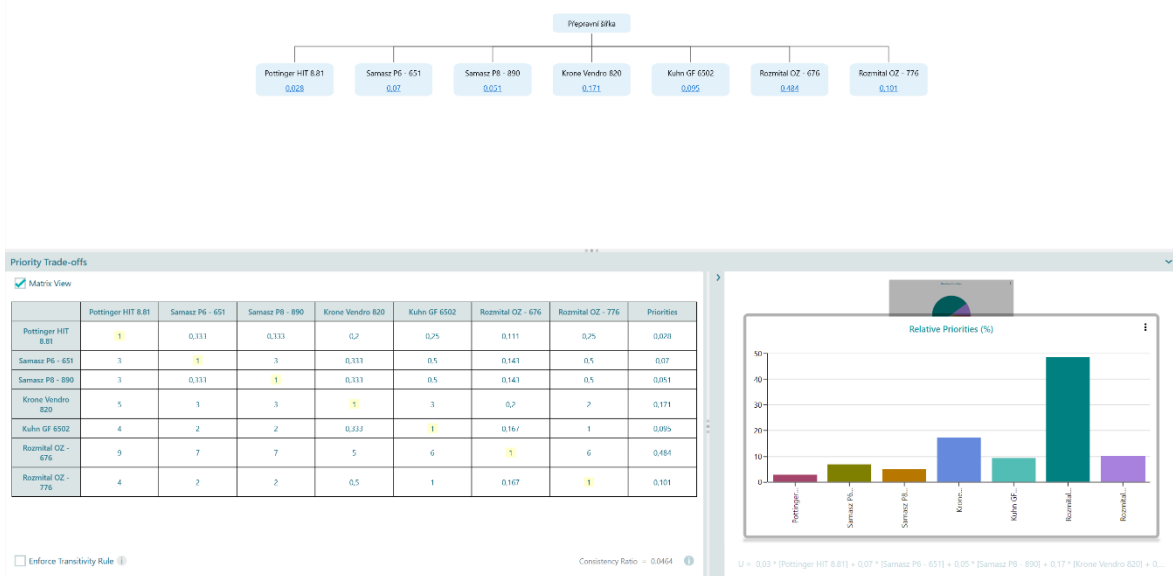 Přepravní šířka
Pottinger HIT 8.81 Samasz P6 - 651 Samasz P8 - 890 Krone Vendro 820 Kuhn GF 6502 Rozmital OZ - 676 Rozmital OZ - 776
0,028 0,07 0,051 0,171 0,095 0,484 0,101
Priority Trade-offs
Matrix View
Pottinger HIT 8.81 Samasz P6 - 651 Samasz P8 - 890 Krone Vendro 820 Kuhn GF 6502 Rozmital OZ - 676 Rozmital OZ - 776 Priorities
Pottinger HIT
8.81 1 0,333 0,333 0,2 0,25 0,111 0,25 0,028
Samasz P6 - 651 3 1 3 0,333 0,5 0,143 0,5 0,07
Samasz P8 - 890 3 0,333 1 0,333 0,5 0,143 0,5 0,051
Krone Vendro
820 5 3 3 1 3 0,2 2 0,171
Kuhn GF 6502 4 2 2 0,333 1 0,167 1 0,095
Rozmital OZ -
676 9 7 7 5 6 1 6 0,484
Rozmital OZ -
776 4 2 2 0,5 1 0,167 1 0,101
Enforce Transitivity Rule
Consistency Ratio = 0.0464
Relative Priorities (%)
50
40
30
20
10
0
Pottinger...
Samasz P6...
Samasz P8...
Krone...
Kuhn GF...
Rozmital...
Rozmital...
U = 0,03 * [Pottinger HIT 8.81] + 0,07 * [Samasz P6 - 651] + 0,05 * [Samasz P8 - 890] + 0,17 * [Krone Vendro 820] + 0,...